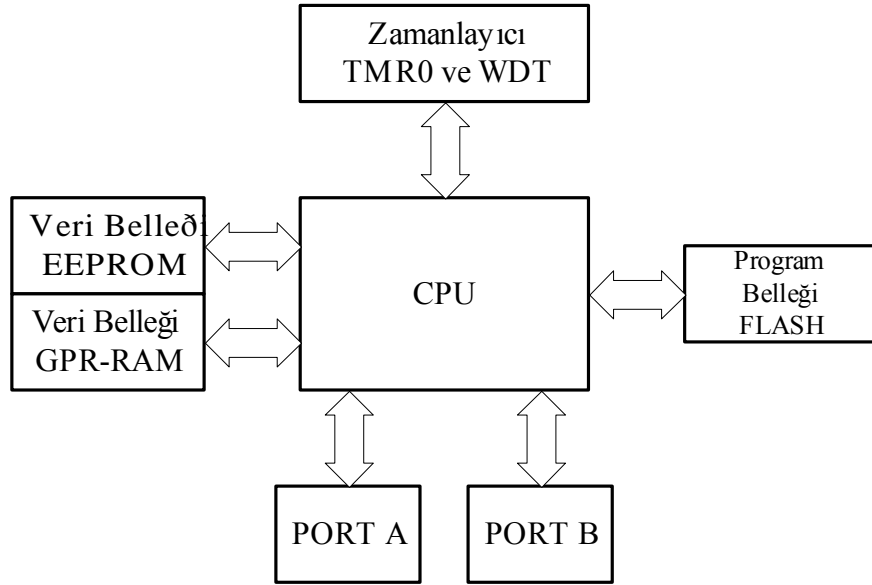 Zamanlayıcı
TMR0 ve WDT
Veri Belleði
EEPROM
Veri Belleği
GPR-RAM
CPU
Program
Belleği
FLASH
PORT A
PORT B